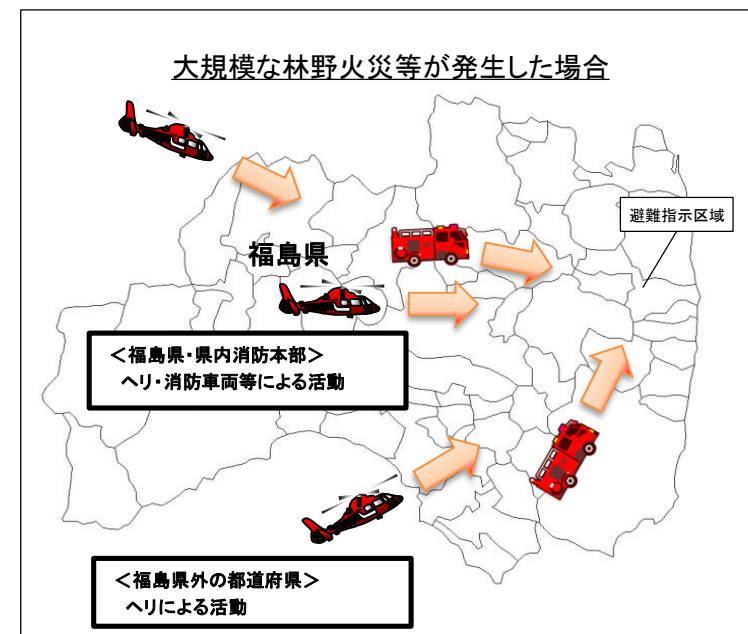 大規模な林野火災等が発生した場合
避難指示区域
福島県
＜福島県・県内消防本部＞
ヘリ・消防車両等による活動
＜福島県外の都道府県＞
ヘリによる活動